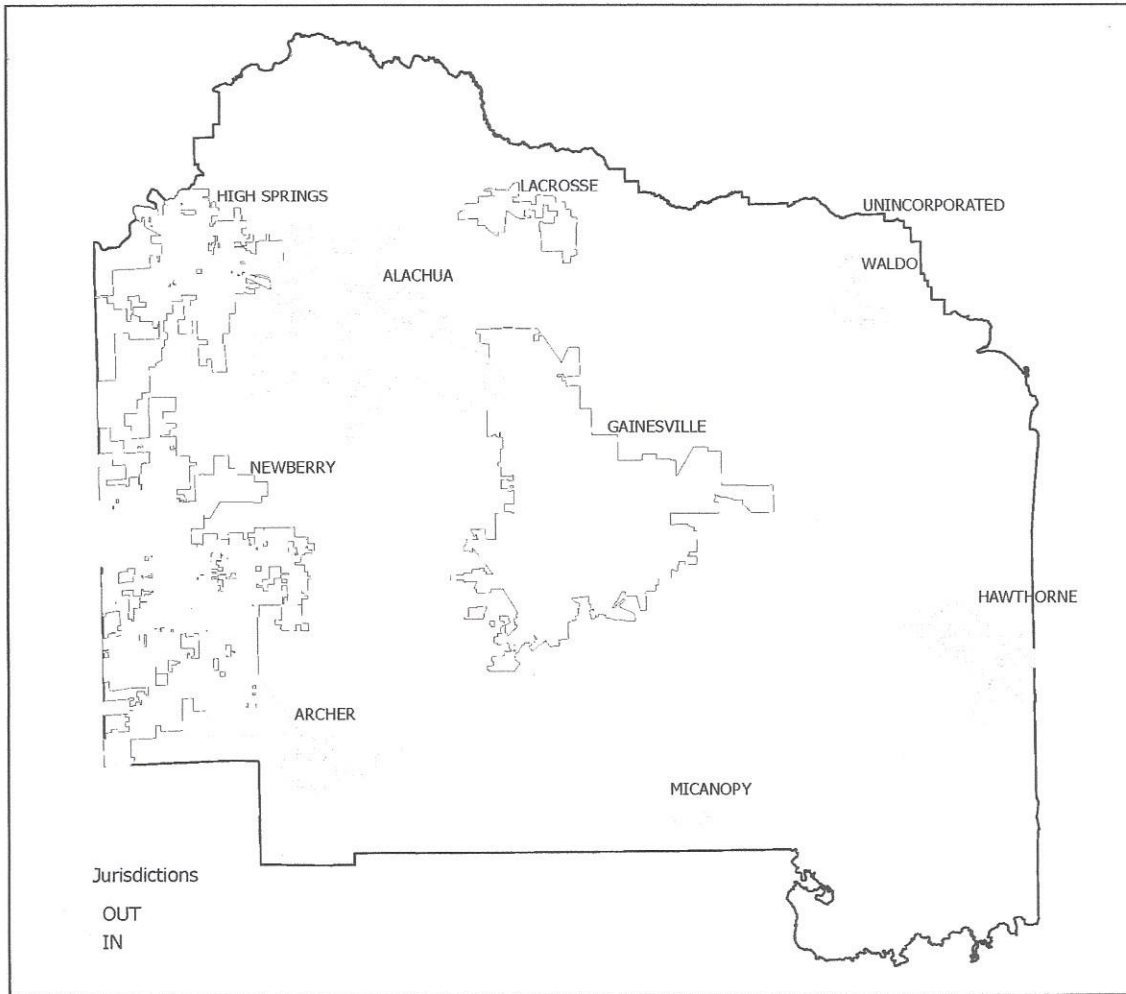 LACROSSE
HIGH SPRINGS
UNINCORPORATED
WALDO
ALACHUA
GAINESVILLE
NEWBERRY
HAWTHORNE
ARCHER
MICANOPY
Jurisdictions
OUT
IN